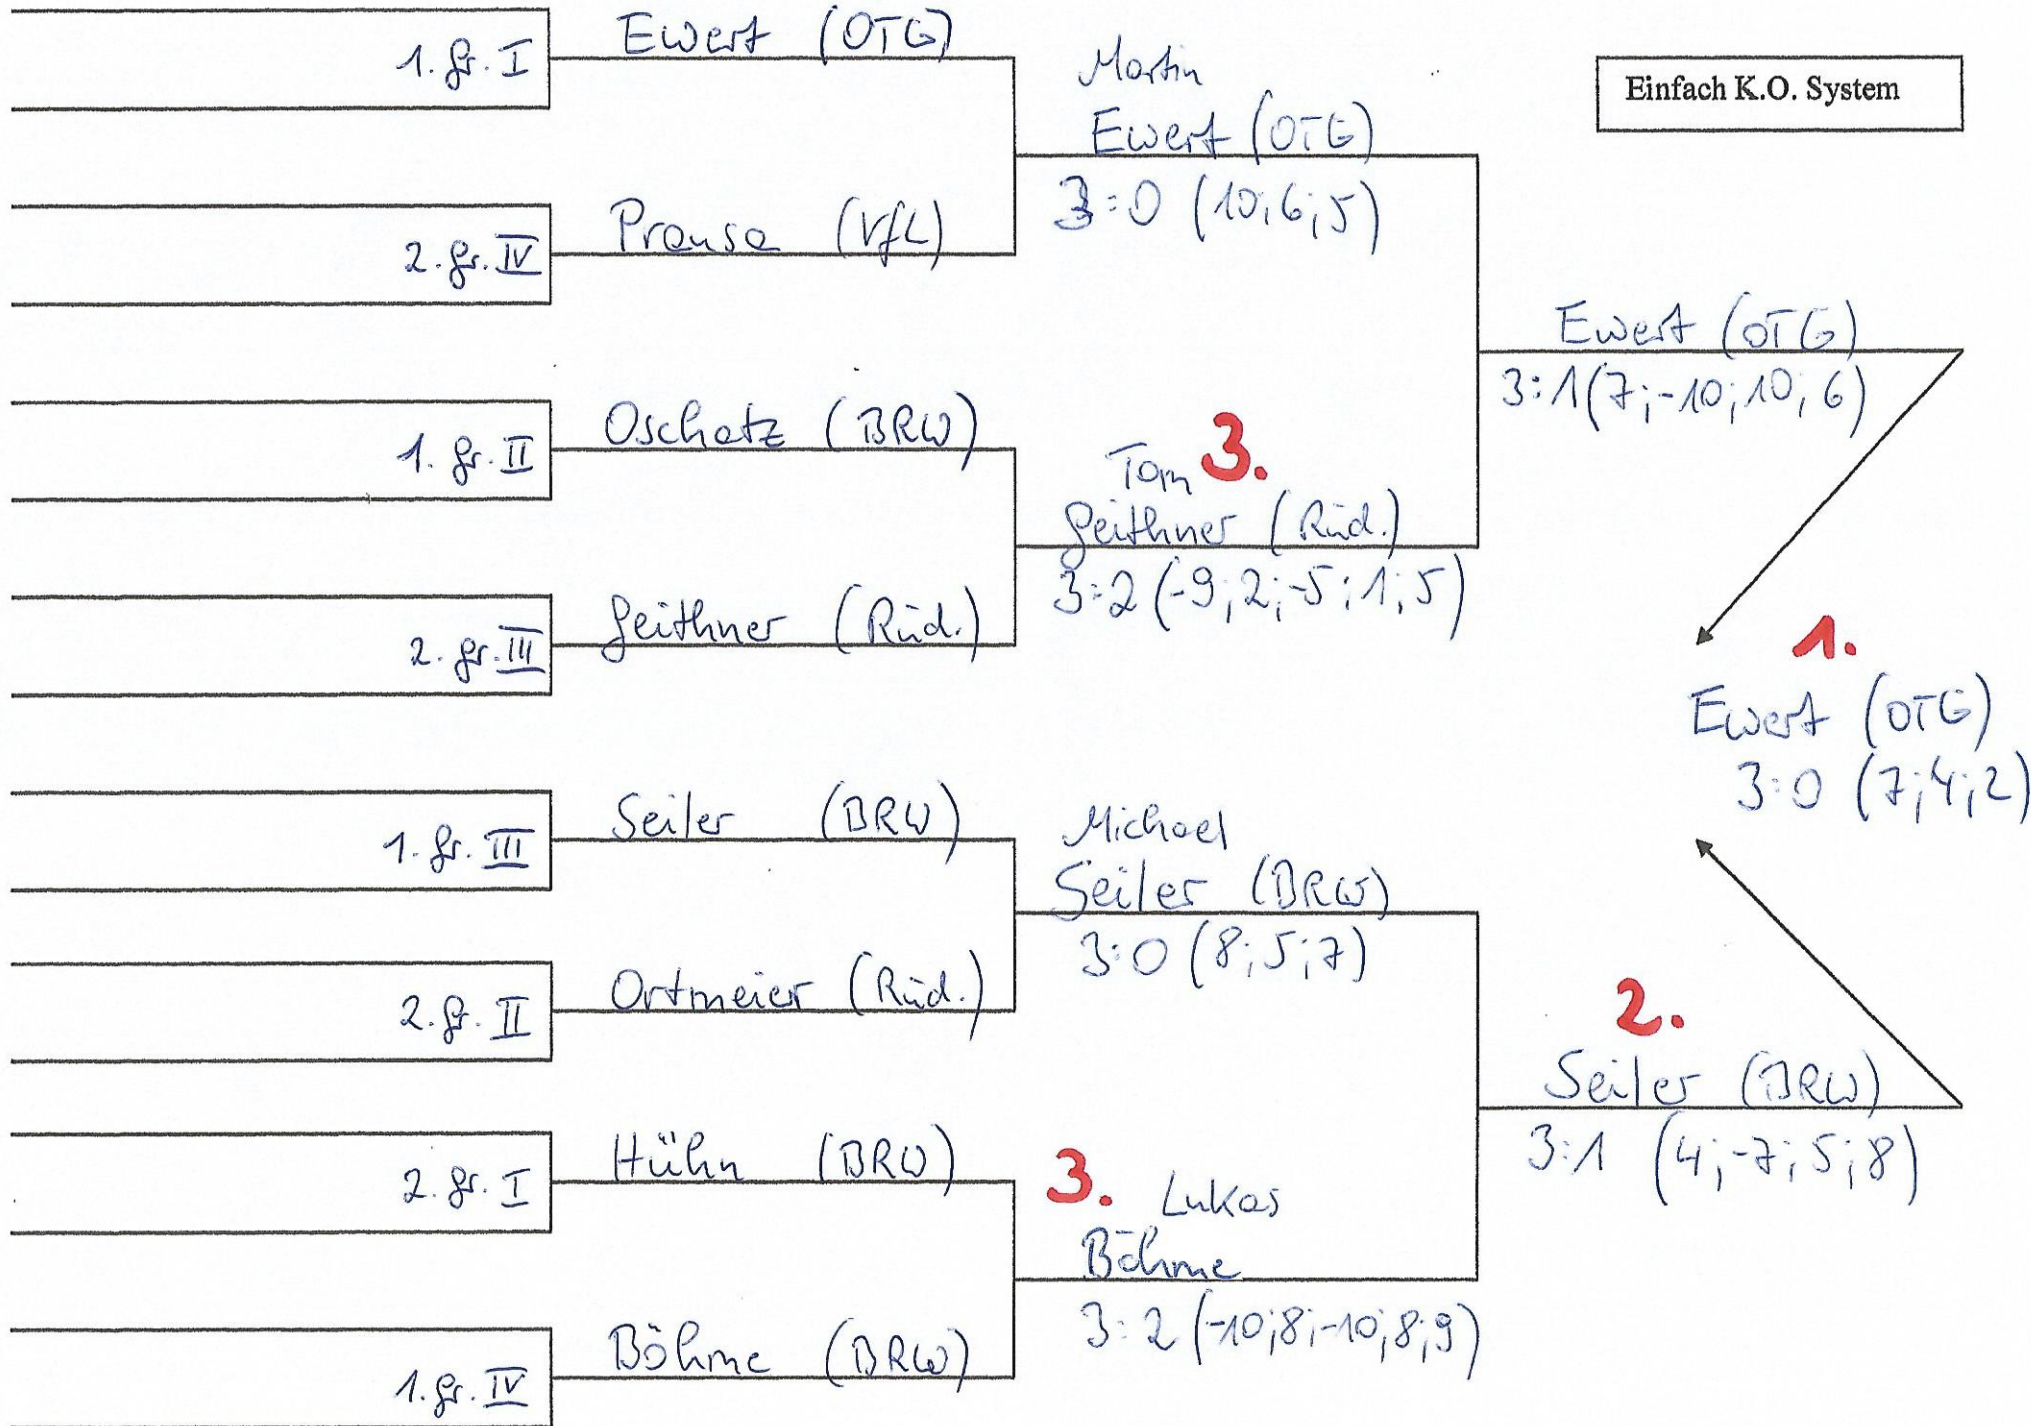 1. Gr. I
2. Gr. IV
1. Gr. II
2. Gr. III
1. Gr. III
2. Gr. II
2. Gr. I
1. Gr. IV
Ewert (OTG)
Prause (VfL)
Oschatz (BRW)
Geithner (Rüd.)
Seiler (BRW)
Ortmeier (Rüd.)
Hühn (BRW)
Böhme (BRW)
Martin
Ewert (OTG)
3:0 (10; 6; 5)
Tom 3.
Geithner (Rüd.)
3:2 (-9; 2; -5; 1; 5)
Michael
Seiler (BRW)
3:0 (8; 5; 7)
3. Lukas
Böhme
3:2 (-10; 8; -10; 8; 9)
Einfach K.O. System
Ewert (OTG)
3:1 (7; -10; 10; 6)
1.
Ewert (OTG)
3:0 (7; 4; 2)
2.
Seiler (BRW)
3:1 (4; -7; 5; 8)